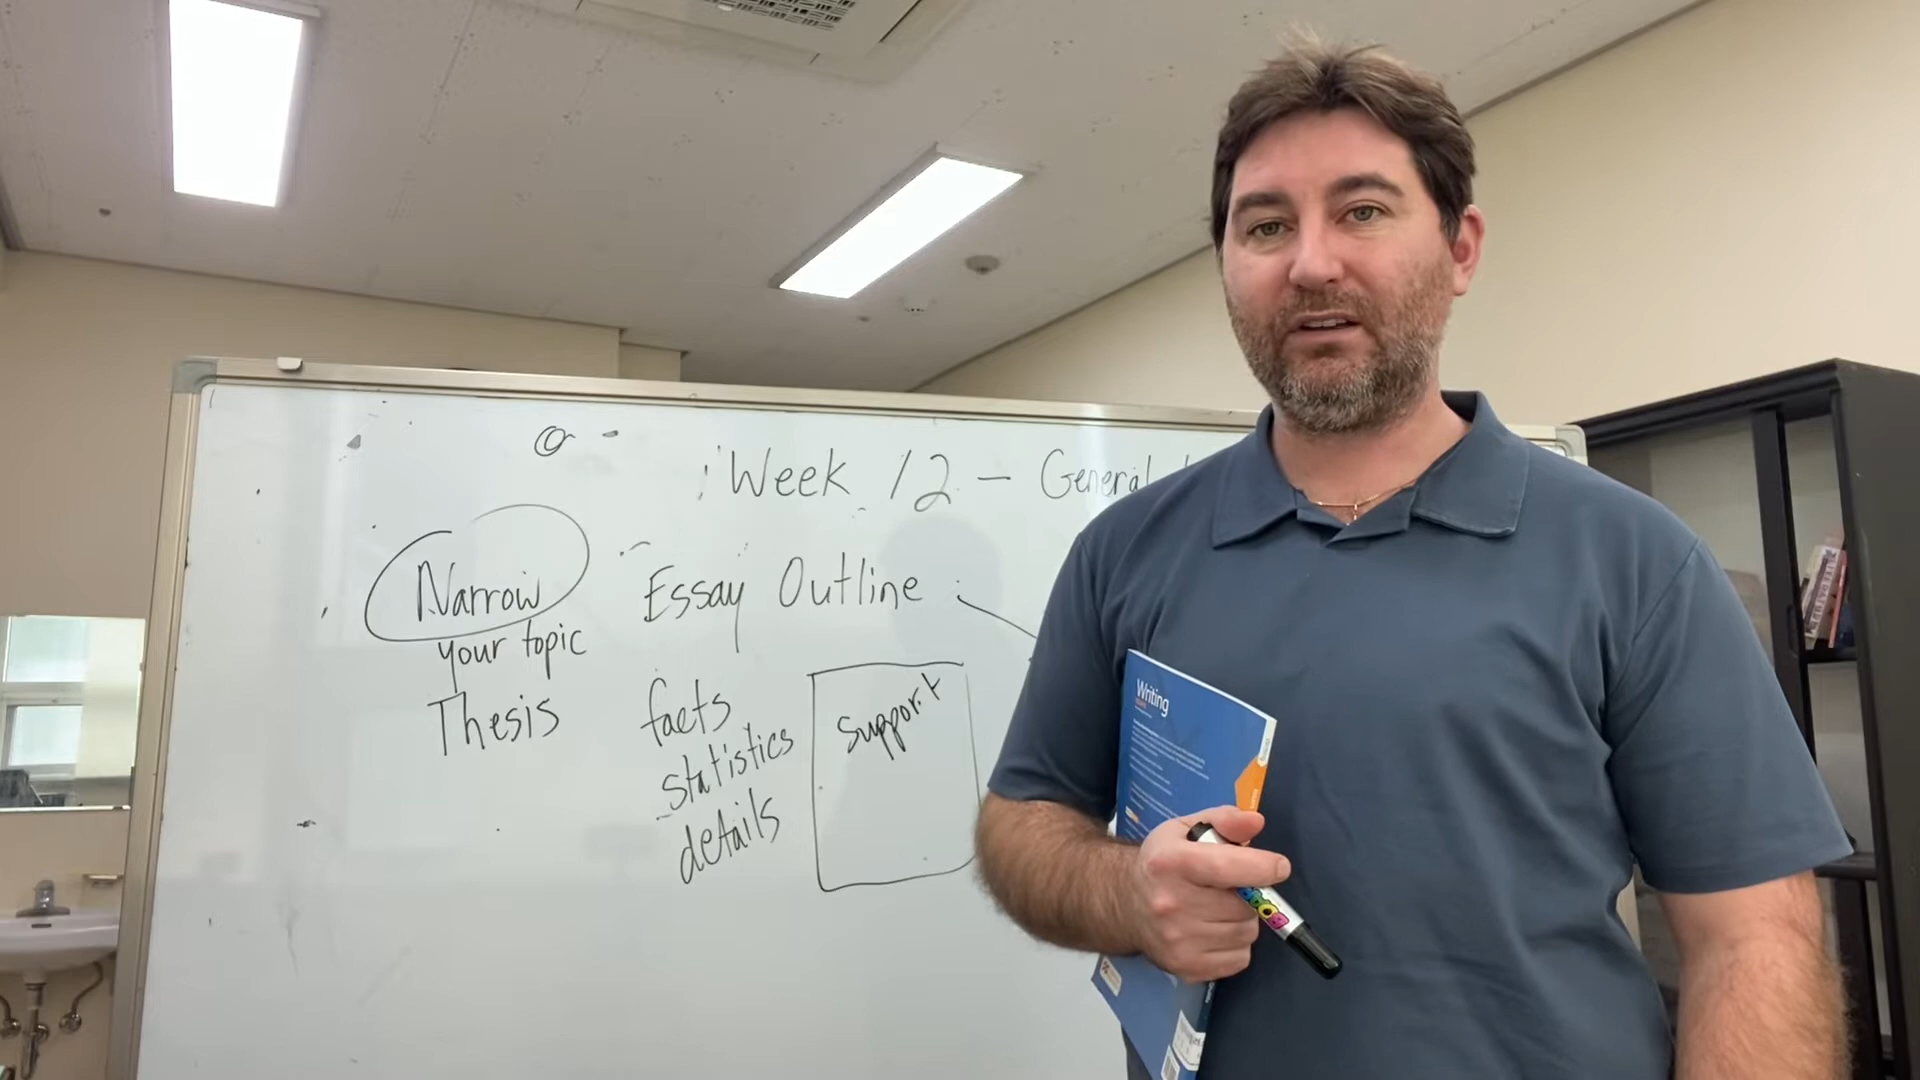 Week 12 - General
Narrow
your topic
Thesis
Essay Outline :
facts
statistics
details
Support
Writing